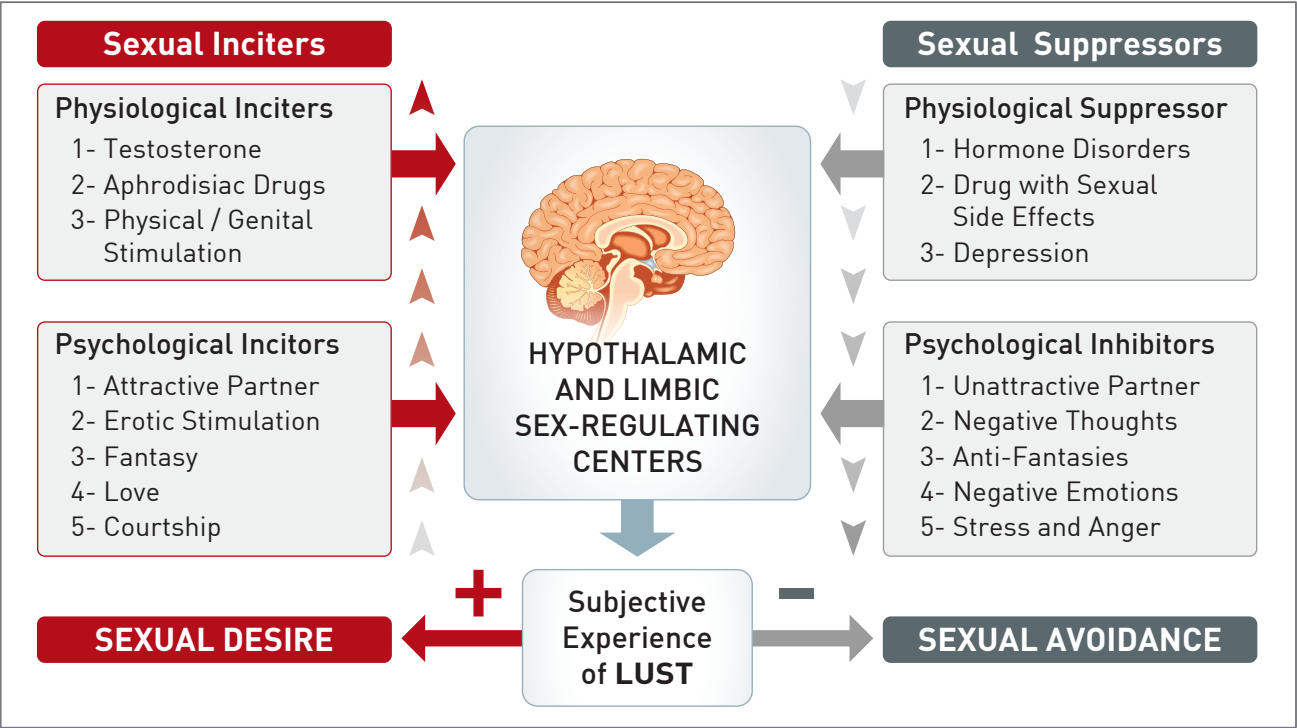 Sexual Inciters
Physiological Inciters
1- Testosterone
2- Aphrodisiac Drugs
3- Physical / Genital
Stimulation
Psychological Incitors
1- Attractive Partner
2- Erotic Stimulation
3- Fantasy
4- Love
5- Courtship
SEXUAL DESIRE
HYPOTHALAMIC
AND LIMBIC
SEX-REGULATING
CENTERS
+
−
Subjective
Experience
of LUST
Sexual Suppressors
Physiological Suppressor
1- Hormone Disorders
2- Drug with Sexual
Side Effects
3- Depression
Psychological Inhibitors
1- Unattractive Partner
2- Negative Thoughts
3- Anti-Fantasies
4- Negative Emotions
5- Stress and Anger
SEXUAL AVOIDANCE